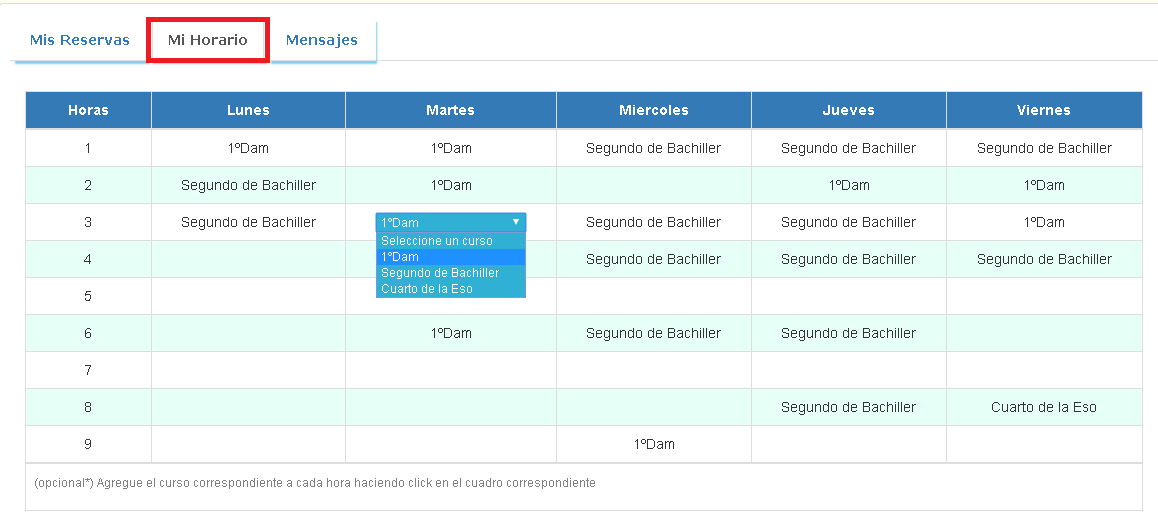 Mis Reservas Mi Horario Mensajes
Horas Lunes Martes Miercoles Jueves Viernes
1 1ºDam 1ºDam Segundo de Bachiller Segundo de Bachiller Segundo de Bachiller
2 Segundo de Bachiller 1ºDam 1ºDam 1ºDam
3 Segundo de Bachiller 1ºDam Segundo de Bachiller Segundo de Bachiller 1ºDam
Seleccione un curso
1ºDam
Segundo de Bachiller
Cuarto de la Eso
4 Segundo de Bachiller Segundo de Bachiller Segundo de Bachiller
5
6 1ºDam Segundo de Bachiller Segundo de Bachiller
7
8 Segundo de Bachiller Cuarto de la Eso
9 1ºDam
(opcional*) Agregue el curso correspondiente a cada hora haciendo click en el cuadro correspondiente